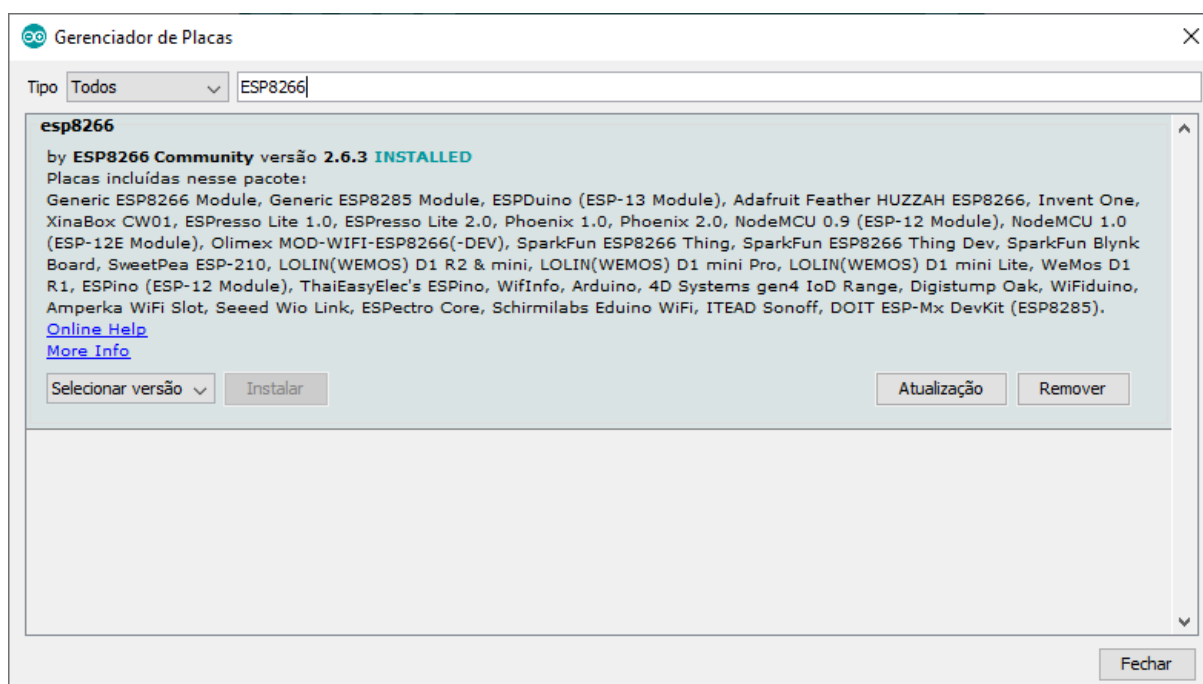 Gerenciador de Placas
Tipo Todos ESP8266
esp8266
by ESP8266 Community versão 2.6.3 INSTALLED
Placas incluídas nesse pacote:
Generic ESP8266 Module, Generic ESP8285 Module, ESPDuino (ESP-13 Module), Adafruit Feather HUZZAH ESP8266, Invent One,
XinaBox CW01, ESPresso Lite 1.0, ESPresso Lite 2.0, Phoenix 1.0, Phoenix 2.0, NodeMCU 0.9 (ESP-12 Module), NodeMCU 1.0
(ESP-12E Module), Olimex MOD-WIFI-ESP8266(-DEV), SparkFun ESP8266 Thing, SparkFun ESP8266 Thing Dev, SparkFun Blynk
Board, SweetPea ESP-210, LOLIN(WEMOS) D1 R2 & mini, LOLIN(WEMOS) D1 mini Pro, LOLIN(WEMOS) D1 mini Lite, WeMos D1
R1, ESPino (ESP-12 Module), ThaiEasyElec's ESPino, WifInfo, Arduino, 4D Systems gen4 IoD Range, Digistump Oak, WiFiduino,
Amperka WiFi Slot, Seeed Wio Link, ESPectro Core, Schirmilabs Eduino WiFi, ITEAD Sonoff, DOIT ESP-Mx DevKit (ESP8285).
Online Help
More Info
Selecionar versão Instalar Atualização Remover
Fechar